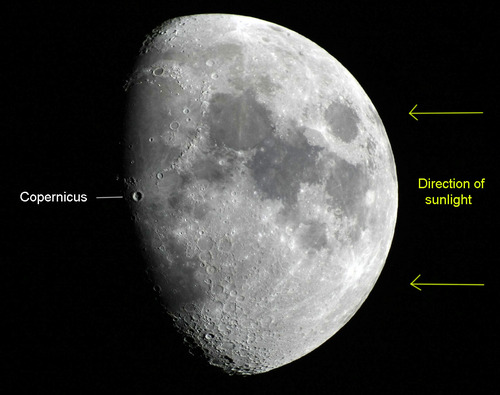 Copernicus
Direction of
sunlight